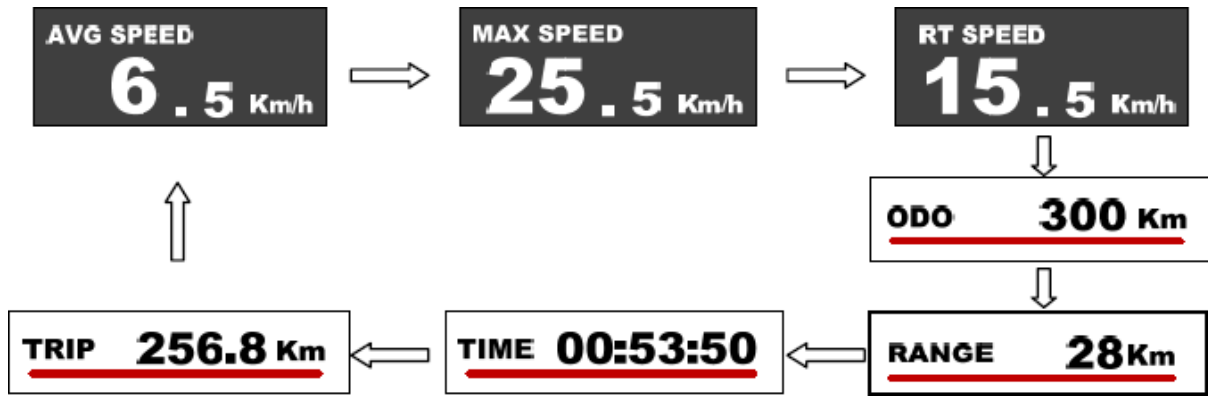 AVG SPEED
6.5 Km/h
MAX SPEED
25.5 Km/h
RT SPEED
15.5 Km/h
ODO 300 Km
RANGE 28Km
TIME 00:53:50
TRIP 256.8 Km